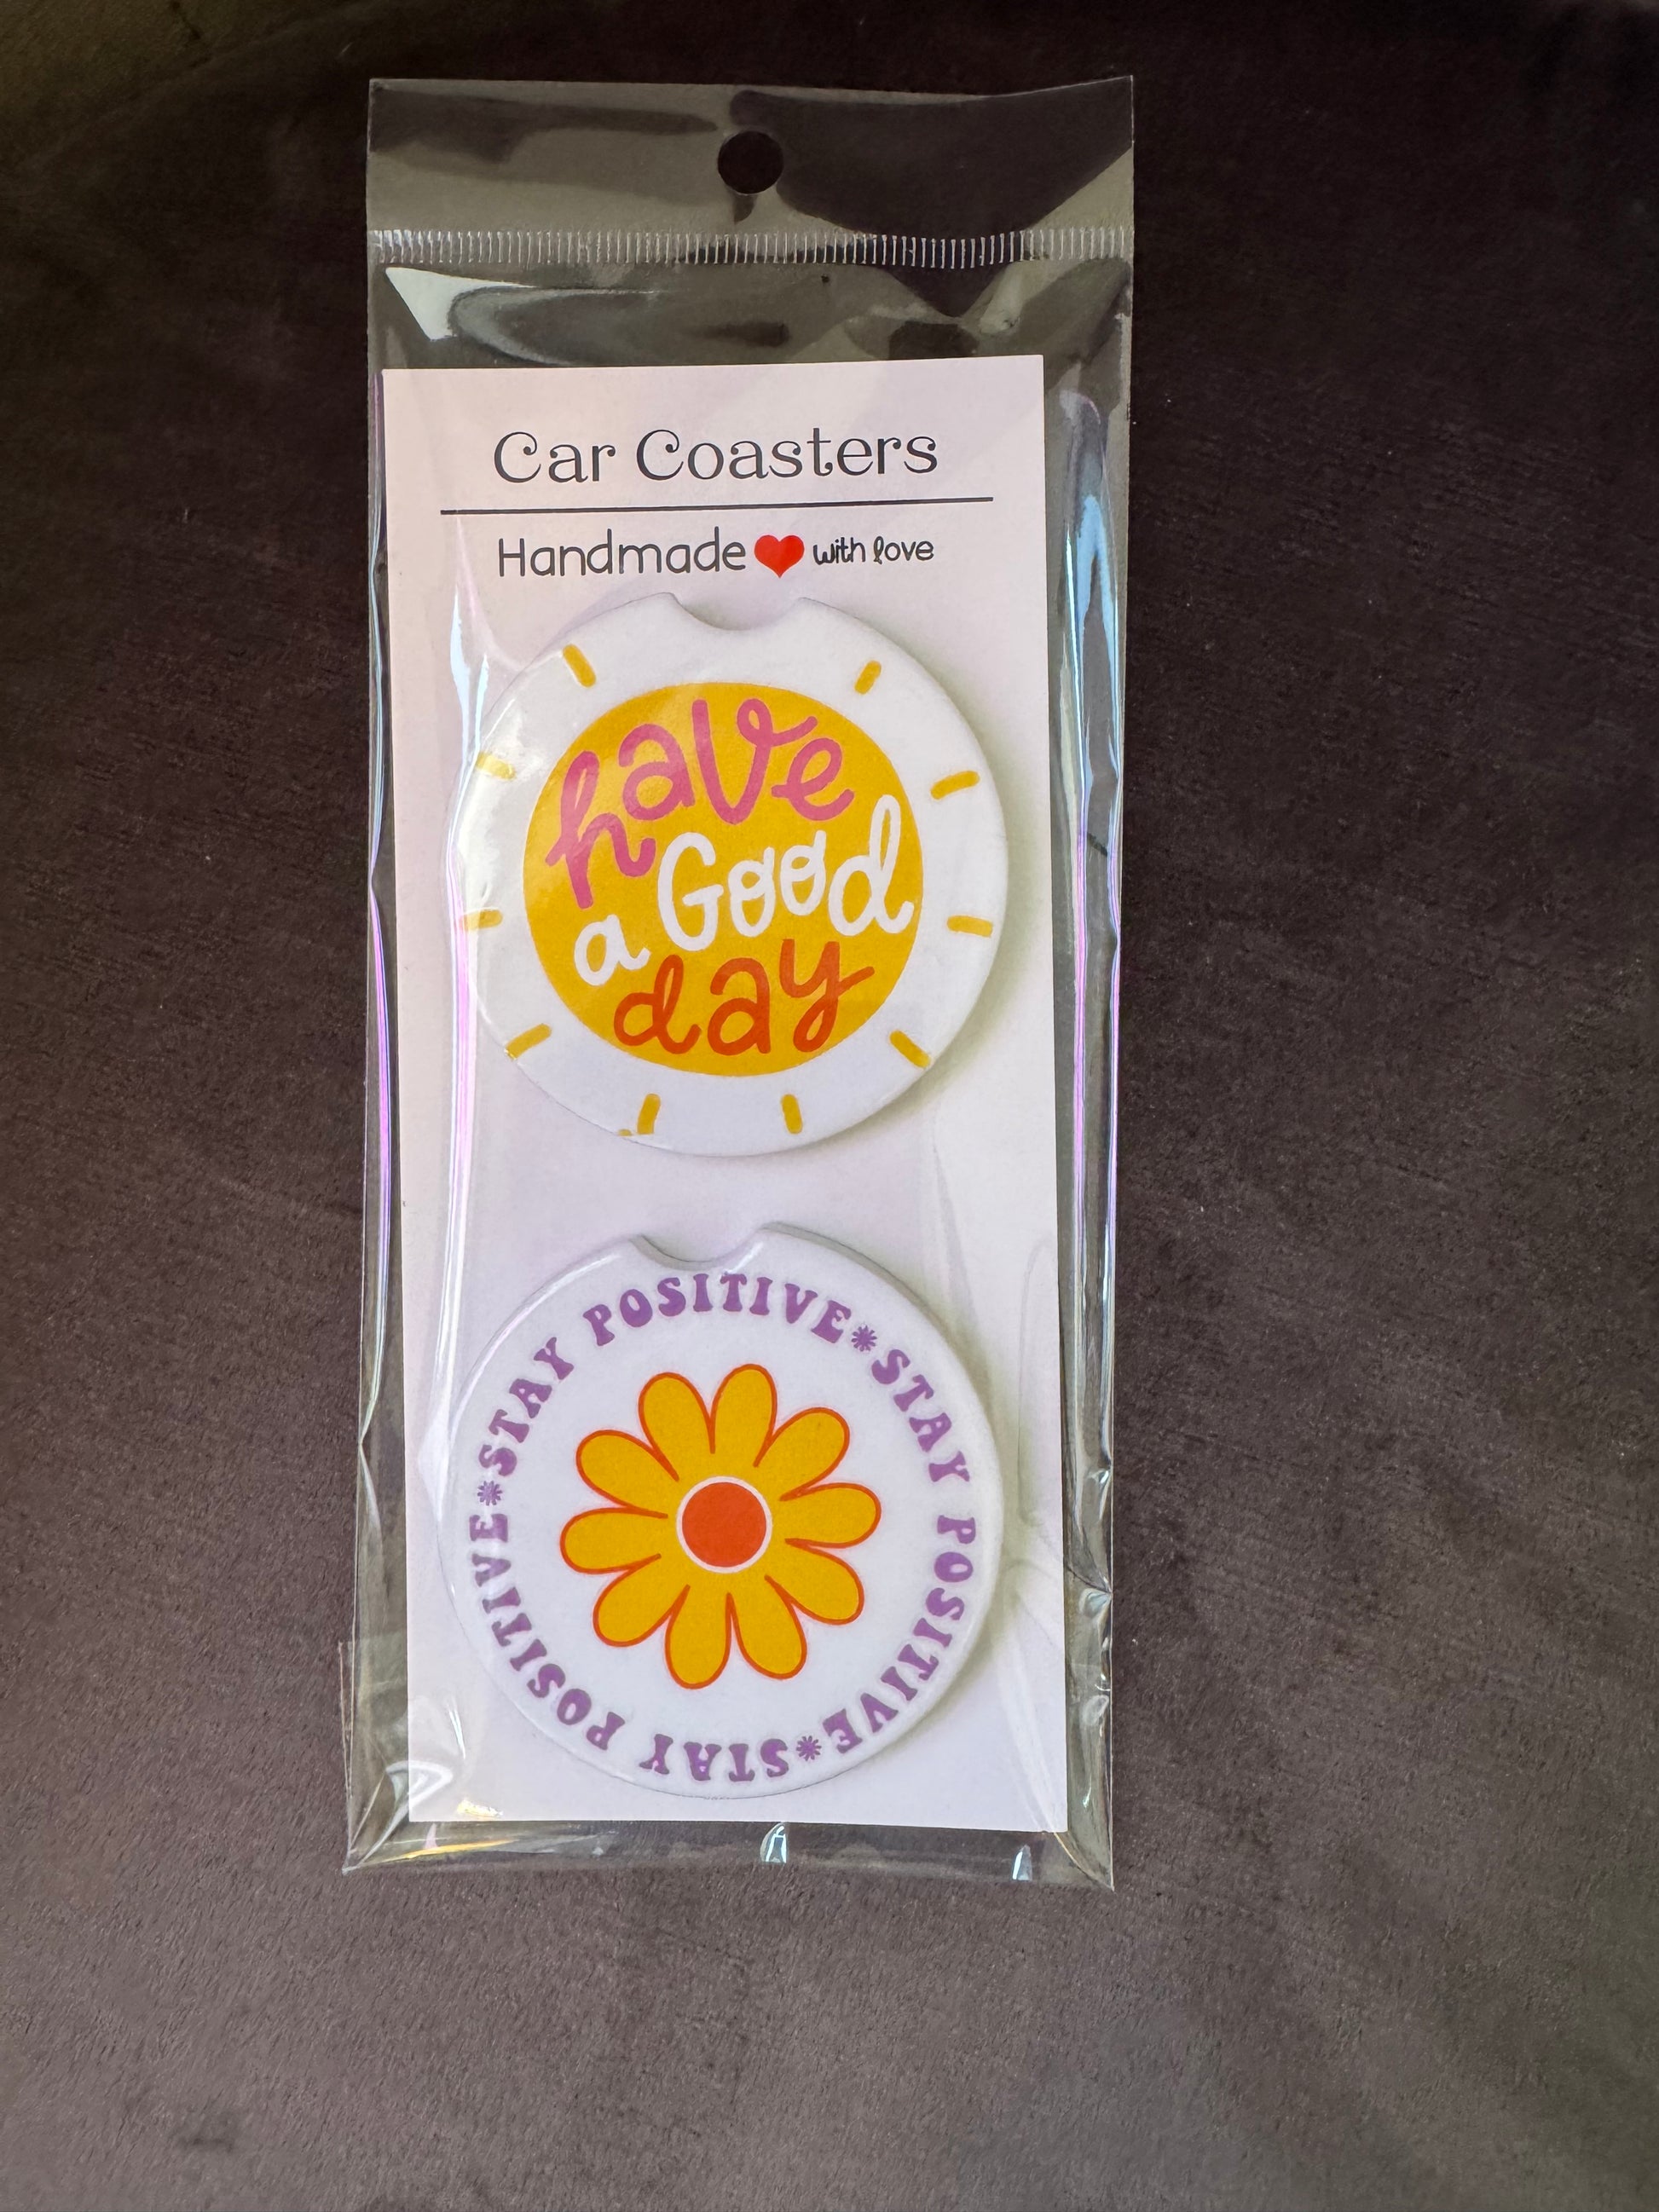 Car Coasters
Handmade with love
have
a Good
day
STAY POSITIVE*STAY POSITIVE*STAY POSITIVE*